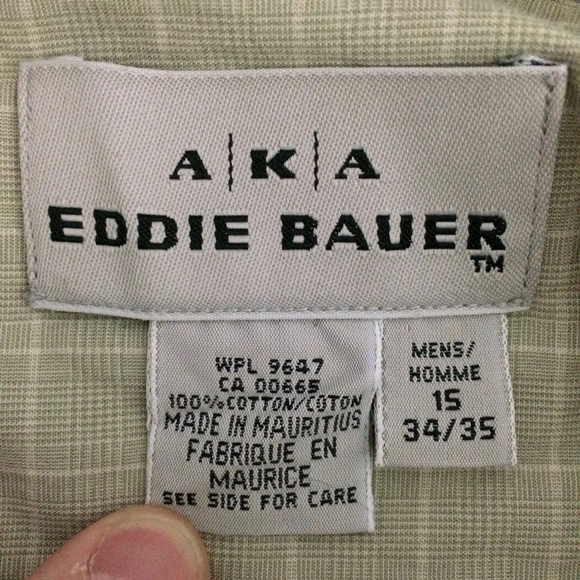 A|K|A
EDDIE BAUER
TM
WPL 9647
CA 00665
100% COTTON/COTON
MADE IN MAURITIUS
FABRIQUE EN
MAURICE
SEE SIDE FOR CARE
MENS/
HOMME
15
34/35